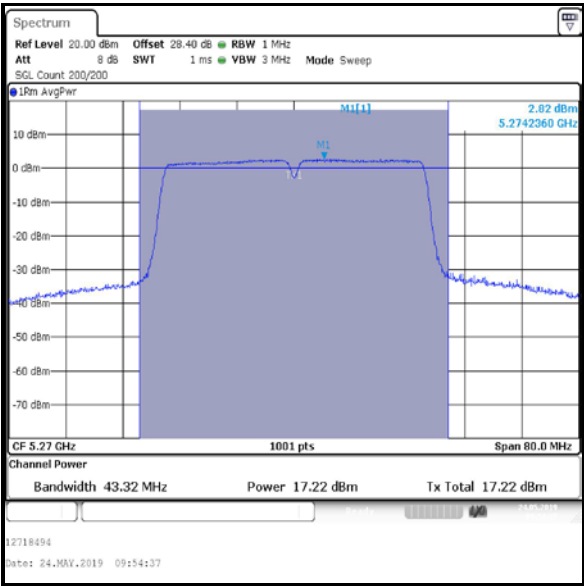 Spectrum
Ref Level 20.00 dBm Offset 28.40 dB RBW 1 MHz
Att 8 dB SWT 1 ms VBW 3 MHz Mode Sweep
SGL Count 200/200
1Rm AvgPwr
M1[1] 2.82 dBm
5.2742360 GHz
10 dBm
M1
0 dBm
-10 dBm
-20 dBm
-30 dBm
-40 dBm
-50 dBm
-60 dBm
-70 dBm
CF 5.27 GHz 1001 pts Span 80.0 MHz
Channel Power
Bandwidth 43.32 MHz Power 17.22 dBm Tx Total 17.22 dBm
Ready 24.05.2019
12718494
Date: 24.MAY.2019 09:54:37